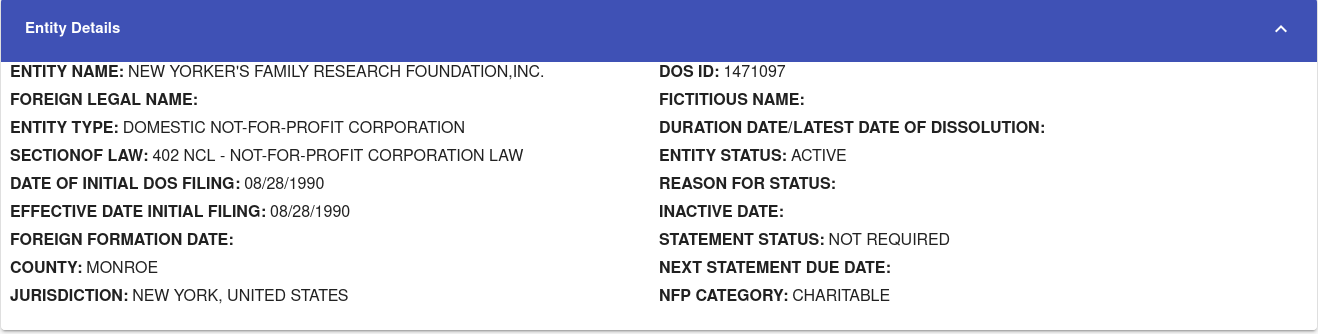 Entity Details
ENTITY NAME: NEW YORKER'S FAMILY RESEARCH FOUNDATION,INC.
DOS ID: 1471097
FOREIGN LEGAL NAME:
FICTITIOUS NAME:
ENTITY TYPE: DOMESTIC NOT-FOR-PROFIT CORPORATION
DURATION DATE/LATEST DATE OF DISSOLUTION:
SECTIONOF LAW: 402 NCL - NOT-FOR-PROFIT CORPORATION LAW
ENTITY STATUS: ACTIVE
DATE OF INITIAL DOS FILING: 08/28/1990
REASON FOR STATUS:
EFFECTIVE DATE INITIAL FILING: 08/28/1990
INACTIVE DATE:
FOREIGN FORMATION DATE:
STATEMENT STATUS: NOT REQUIRED
COUNTY: MONROE
NEXT STATEMENT DUE DATE:
JURISDICTION: NEW YORK, UNITED STATES
NFP CATEGORY: CHARITABLE